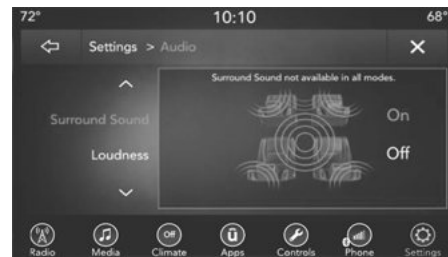 72°
10:10
68°
Settings > Audio
Surround Sound not available in all modes.
Surround Sound
On
Loudness
Off
Off
Radio
Media
Climate
Apps
Controls
Phone
Settings